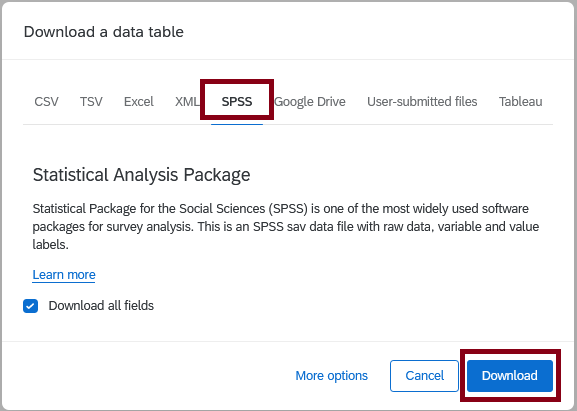 Download a data table
CSV TSV Excel XML SPSS Google Drive User-submitted files Tableau
Statistical Analysis Package
Statistical Package for the Social Sciences (SPSS) is one of the most widely used software
packages for survey analysis. This is an SPSS sav data file with raw data, variable and value
labels.
Learn more
Download all fields
More options Cancel Download